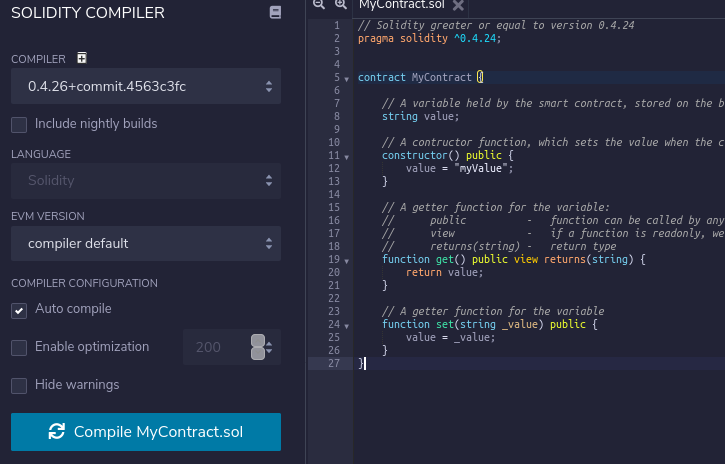 SOLIDITY COMPILER
COMPILER
0.4.26+commit.4563c3fc
Include nightly builds
LANGUAGE
Solidity
EVM VERSION
compiler default
COMPILER CONFIGURATION
Auto compile
Enable optimization 200
Hide warnings
Compile MyContract.sol
MyContract.sol
1 // Solidity greater or equal to version 0.4.24
2 pragma solidity ^0.4.24;
3
4
5 contract MyContract {
6
7 // A variable held by the smart contract, stored on the b
8 string value;
9
10 // A contructor function, which sets the value when the c
11 constructor() public {
12 value = "myValue";
13 }
14
15 // A getter function for the variable:
16 // public - function can be called by any
17 // view - if a function is readonly, we
18 // returns(string) - return type
19 function get() public view returns(string) {
20 return value;
21 }
22
23 // A getter function for the variable
24 function set(string _value) public {
25 value = _value;
26 }
27 }